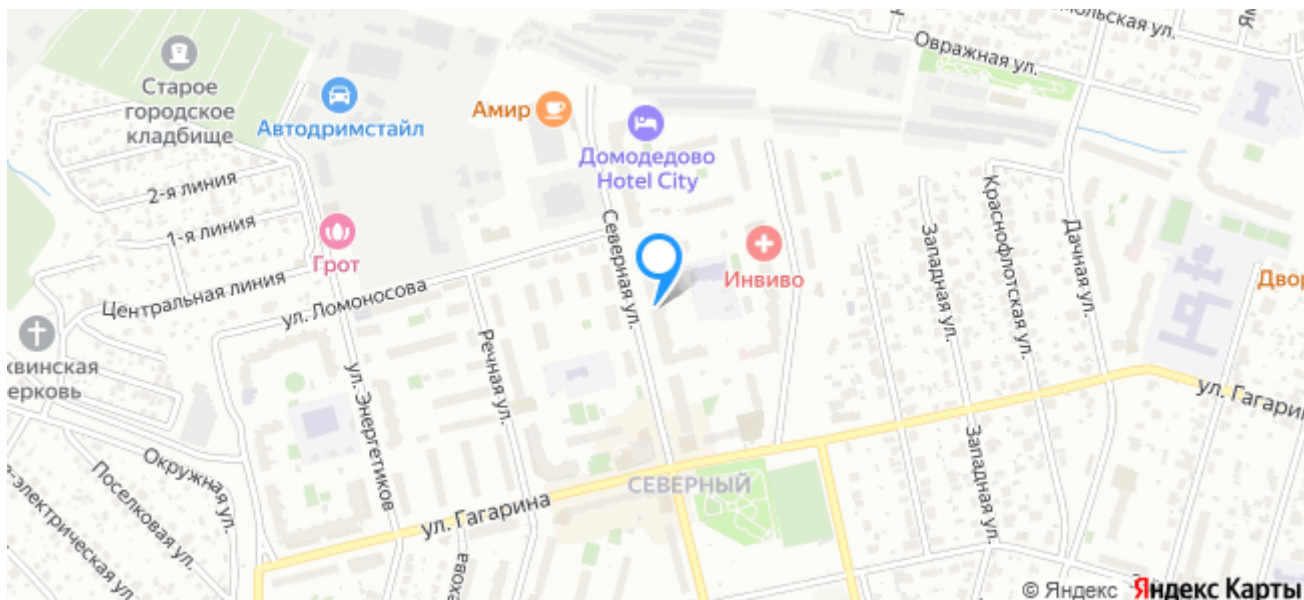 Овражная ул.
Старое
городское
кладбище
Автодримстайл
Амир
Домодедово
Hotel City
2-я линия
1-я линия
Грот
Центральная линия
ул. Ломоносова
Северная ул.
Инвиво
Западная ул.
Краснофлотская ул.
Дачная ул.
Речная ул.
ул. Энергетиков
ул. Гагарина
СЕВЕРНЫЙ
Окружная ул.
Поселковая ул.
Западная ул.
© Яндекс Яндекс Карты